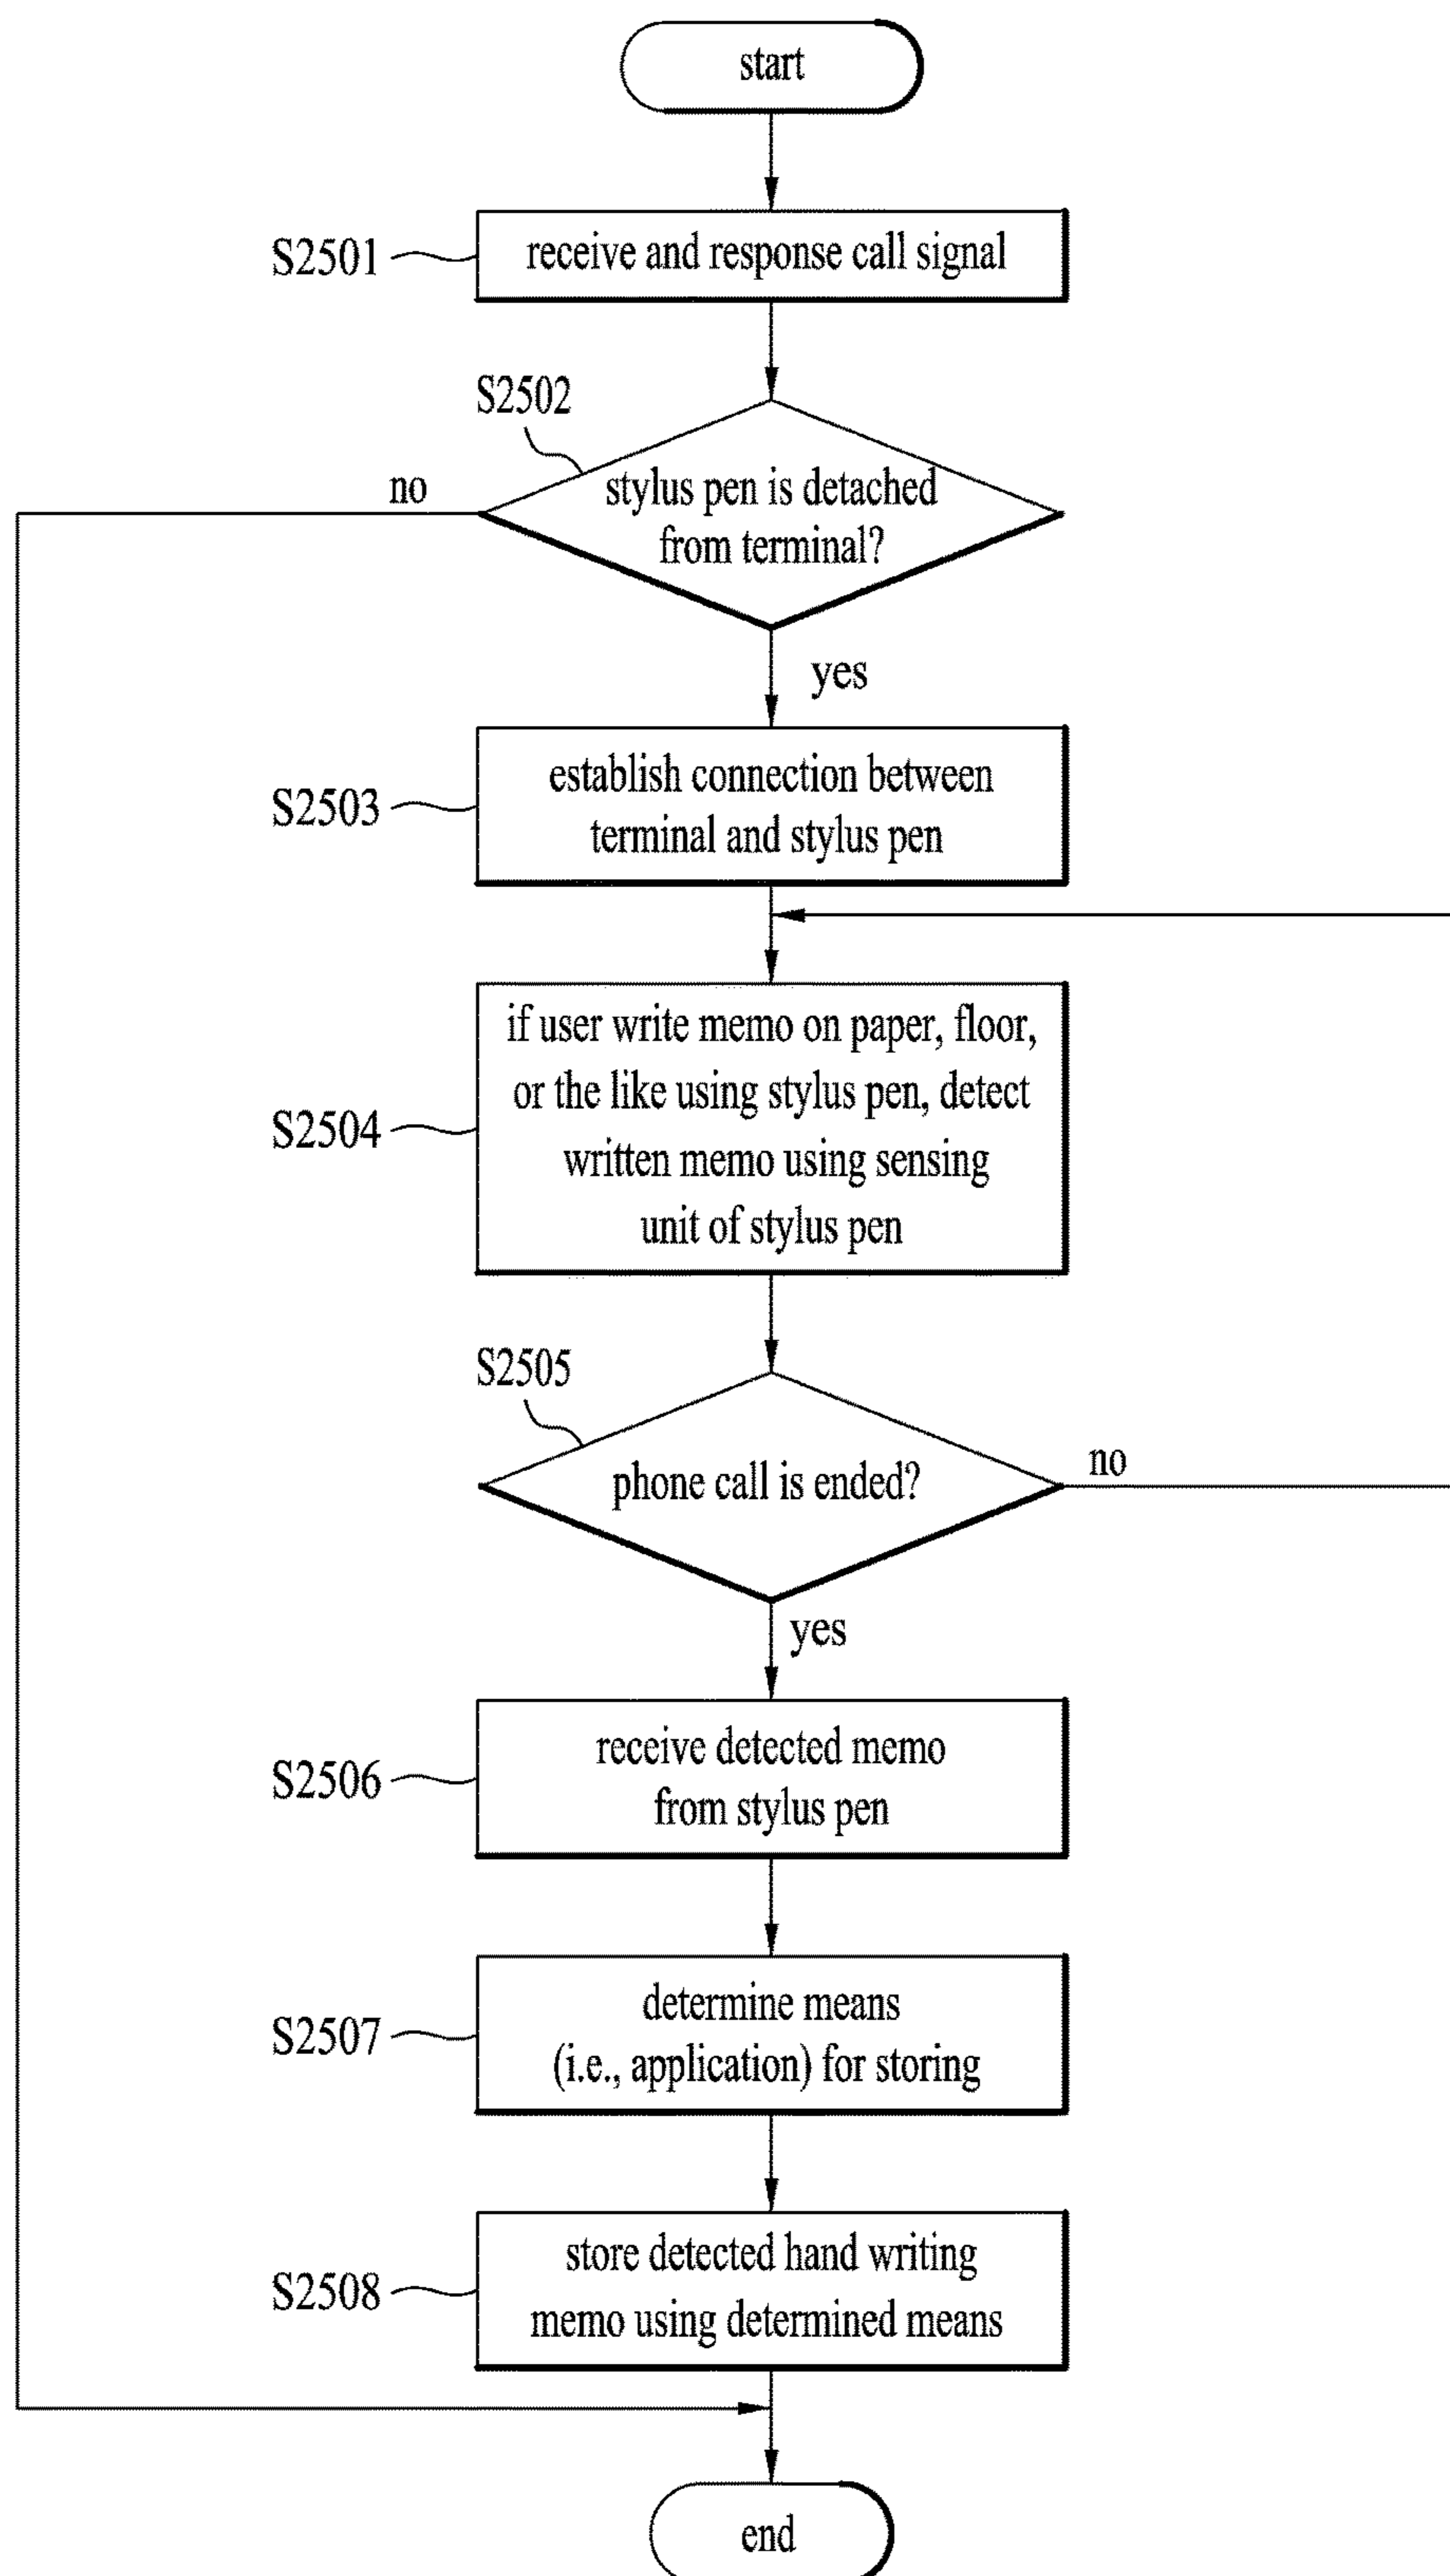 start
S2501
receive and response call signal
S2502
no
stylus pen is detached
from terminal?
yes
S2503
establish connection between
terminal and stylus pen
S2504
if user write memo on paper, floor,
or the like using stylus pen, detect
written memo using sensing
unit of stylus pen
S2505
phone call is ended?
no
yes
S2506
receive detected memo
from stylus pen
S2507
determine means
(i.e., application) for storing
S2508
store detected hand writing
memo using determined means
end